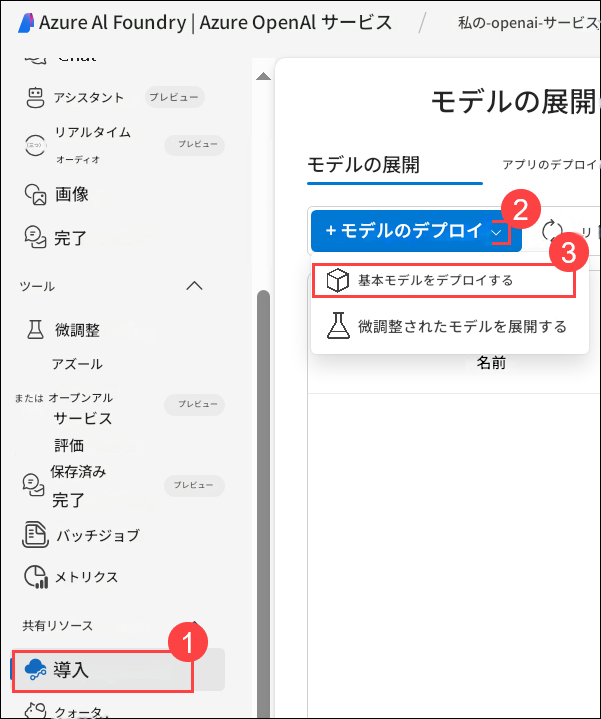 Azure AI Foundry | Azure OpenAI サービス / 私の-openai-サービス
Chat
アシスタント プレビュー
リアルタイム
オーディオ プレビュー
画像
完了
ツール
微調整
アズール
または オープンアル
サービス プレビュー
評価
保存済み
完了 プレビュー
バッチジョブ
メトリクス
共有リソース
1
導入
クォータ
モデルの展開
モデルの展開 アプリのデプロイ
+ モデルのデプロイ
2
リ
3
基本モデルをデプロイする
微調整されたモデルを展開する
名前